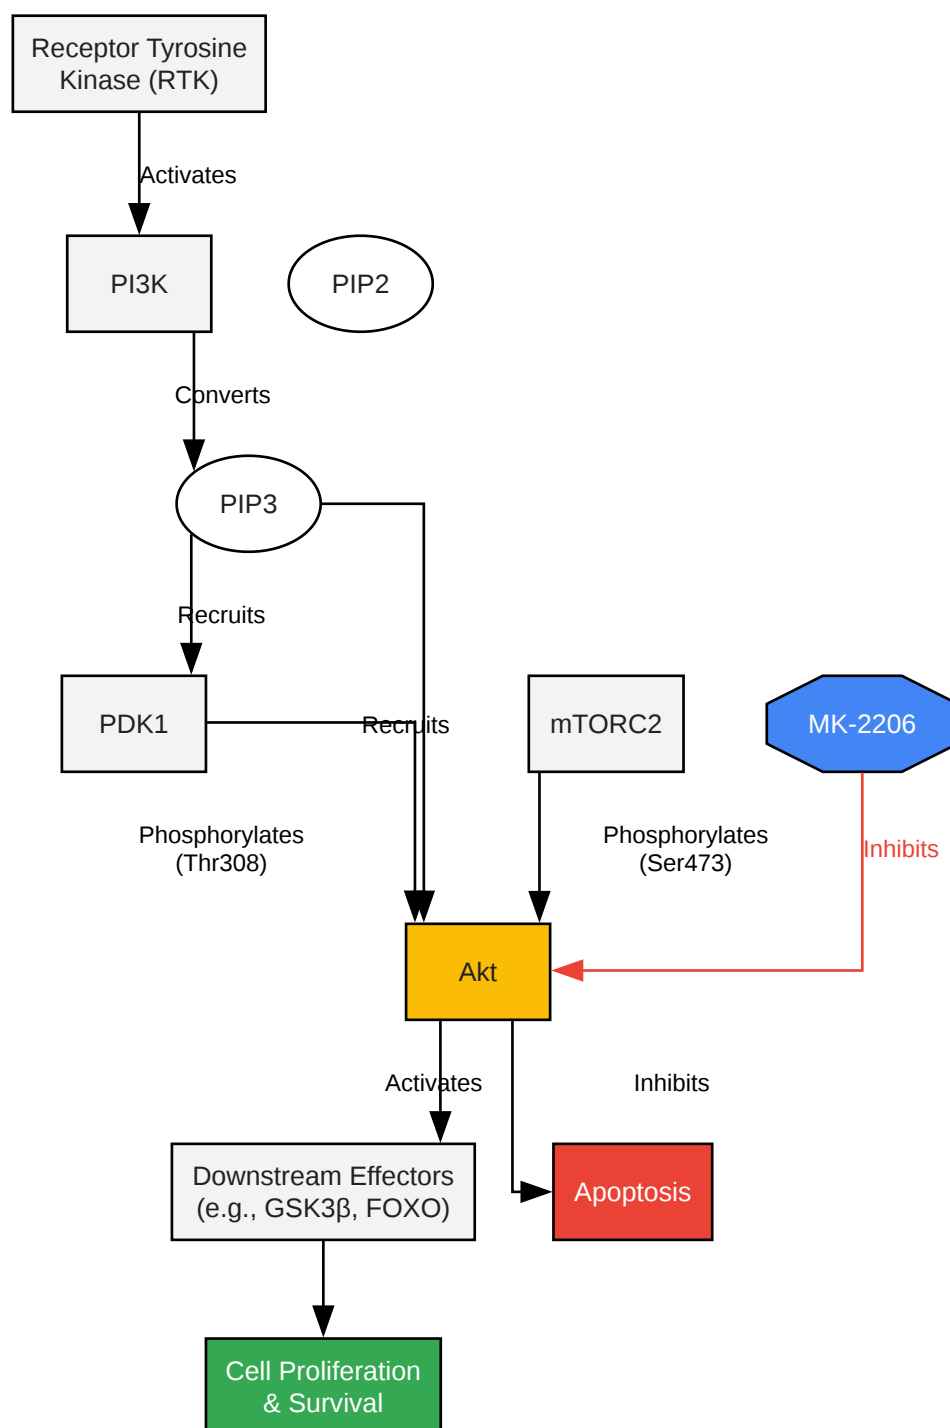 Receptor Tyrosine
Kinase (RTK)
Activates
PI3K
PIP2
Converts
PIP3
Recruits
PDK1
Recruits
mTORC2
MK-2206
Phosphorylates
(Thr308)
Phosphorylates
(Ser473)
Inhibits
Akt
Activates
Inhibits
Downstream Effectors
(e.g., GSK3β, FOXO)
Apoptosis
Cell Proliferation
& Survival